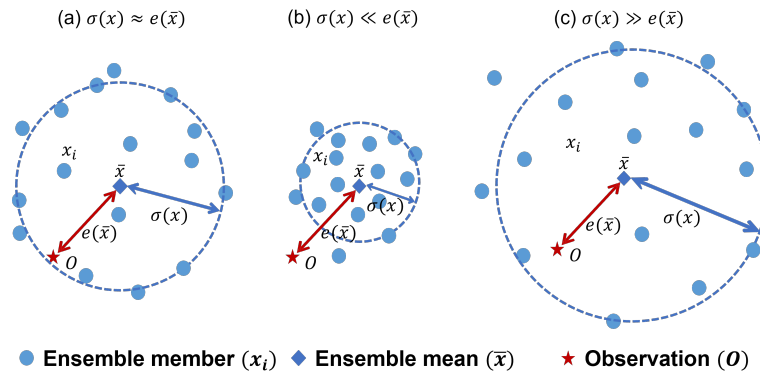 (a) σ(x) ≈ e(x̄)
(b) σ(x) ≪ e(x̄)
(c) σ(x) ≫ e(x̄)
xᵢ
x̄
σ(x)
e(x̄)
O
xᵢ
x̄
σ(x)
e(x̄)
O
xᵢ
x̄
σ(x)
e(x̄)
O
Ensemble member (xᵢ) Ensemble mean (x̄) Observation (O)